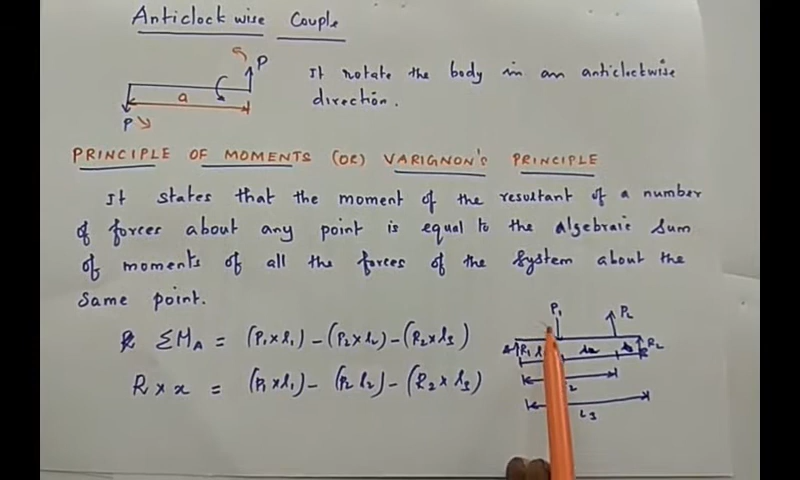 Anticlockwise Couple
P
a
P
It rotate the body in an anticlockwise
direction.
PRINCIPLE OF MOMENTS (OR) VARIGNON'S PRINCIPLE
It states that the moment of the resultant of a number
of forces about any point is equal to the algebraic sum
of moments of all the forces of the system about the
same point.
ΣM_A = (P₁×l₁) – (P₂×l₂) – (R₂×l₃)
R × x = (P₁×l₁) – (P₂ l₂) – (R₂ × l₃)
P₁ P₂
A R₁ R₂
2
L₃